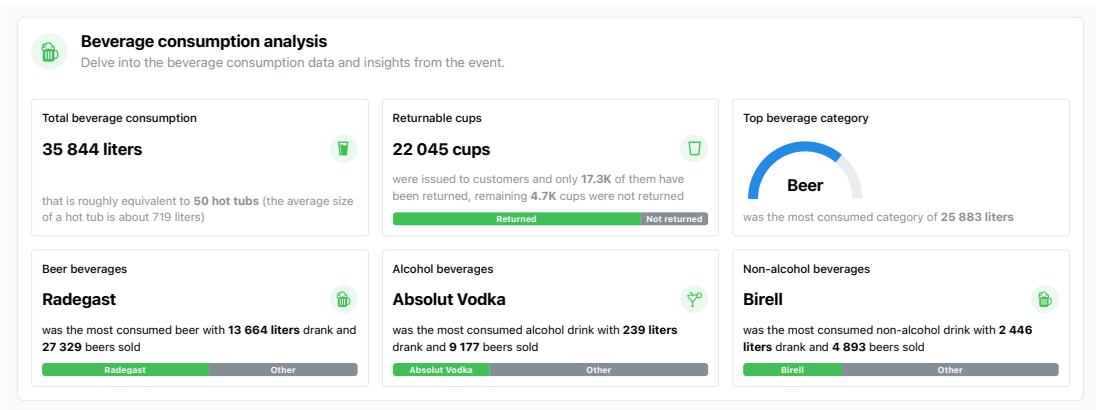 Beverage consumption analysis
Delve into the beverage consumption data and insights from the event.
Total beverage consumption
35 844 liters
that is roughly equivalent to 50 hot tubs (the average size
of a hot tub is about 719 liters)
Returnable cups
22 045 cups
were issued to customers and only 17.3K of them have
been returned, remaining 4.7K cups were not returned
Returned
Not returned
Top beverage category
Beer
was the most consumed category of 25 883 liters
Beer beverages
Radegast
was the most consumed beer with 13 664 liters drank and
27 329 beers sold
Radegast
Other
Alcohol beverages
Absolut Vodka
was the most consumed alcohol drink with 239 liters
drank and 9 177 beers sold
Absolut Vodka
Other
Non-alcohol beverages
Birell
was the most consumed non-alcohol drink with 2 446
liters drank and 4 893 beers sold
Birell
Other